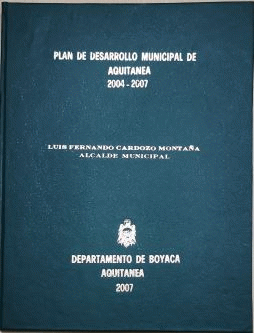 PLAN DE DESARROLLO MUNICIPAL DE
AQUITANEA
2004-2007
LUIS FERNANDO CARDOZO MONTAÑA
ALCALDE MUNICIPAL
DEPARTAMENTO DE BOYACA
AQUITANEA
2007